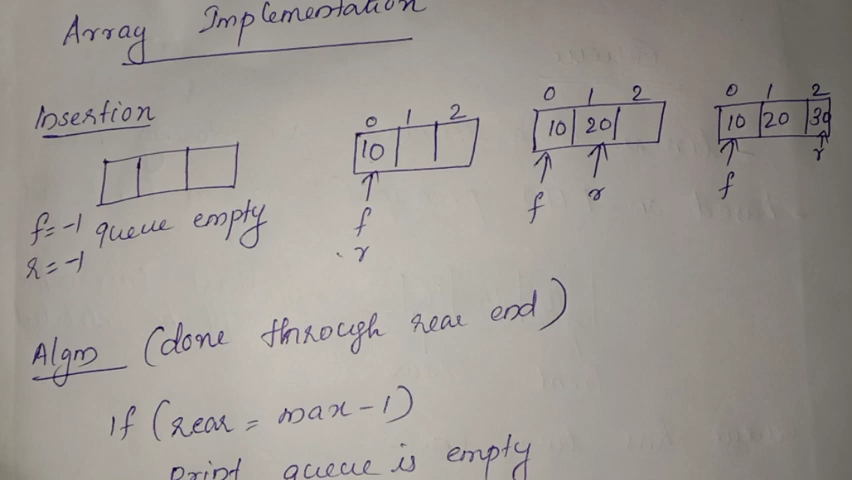 Array Implementation
Insertion
0 1 2
10
f
r
0 1 2
10 20
f r
0 1 2
10 20 30
f r
f=-1 queue empty
r=-1
Algm (done through rear end)
If (rear = max-1)
Print queue is empty